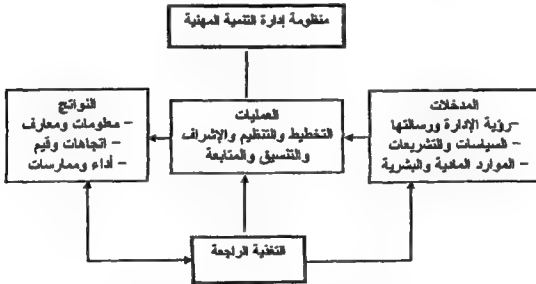 منظومة إدارة التنمية المهنية
المدخلات
–رؤية الإدارة ورسالتها
– السياسات والتشريعات
– الموارد المادية والبشرية
العمليات
التخطيط والتنظيم والإشراف
والتنسيق والمتابعة
النواتج
– معلومات ومعارف
– اتجاهات وقيم
– أداء وممارسات
التغذية الراجعة